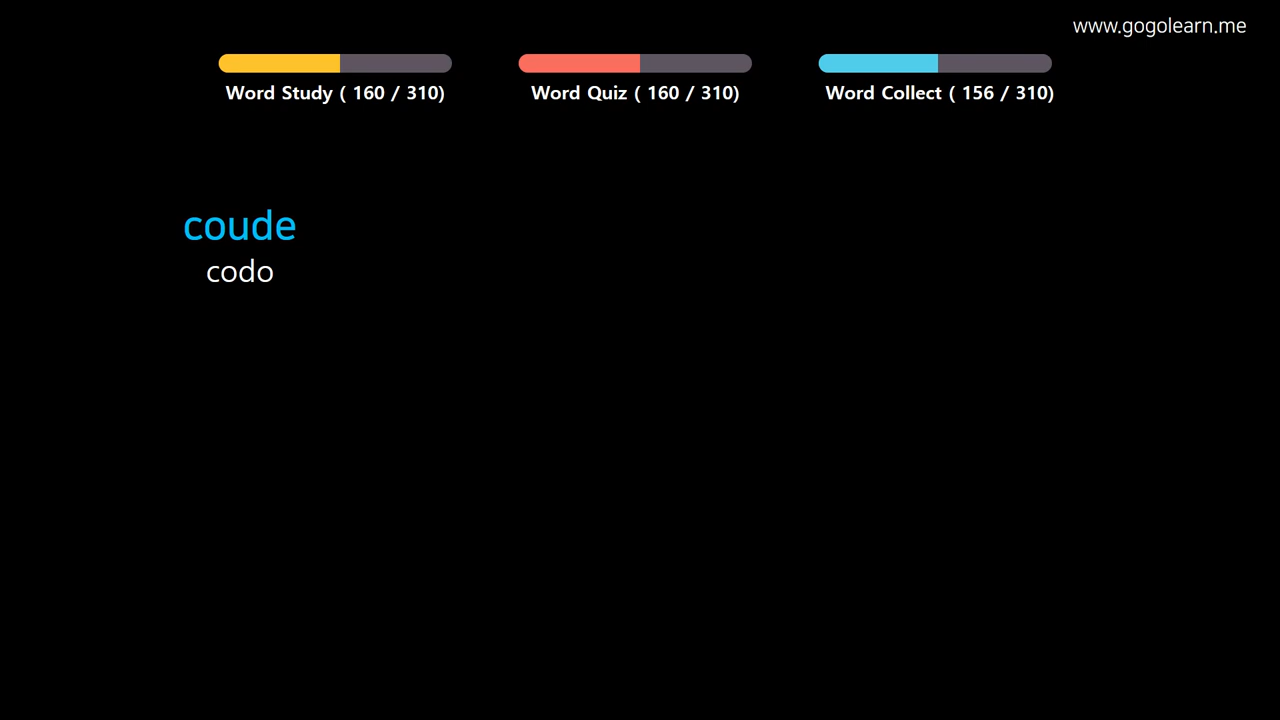 www.gogolearn.me
Word Study ( 160 / 310)
Word Quiz ( 160 / 310)
Word Collect ( 156 / 310)
coude
codo